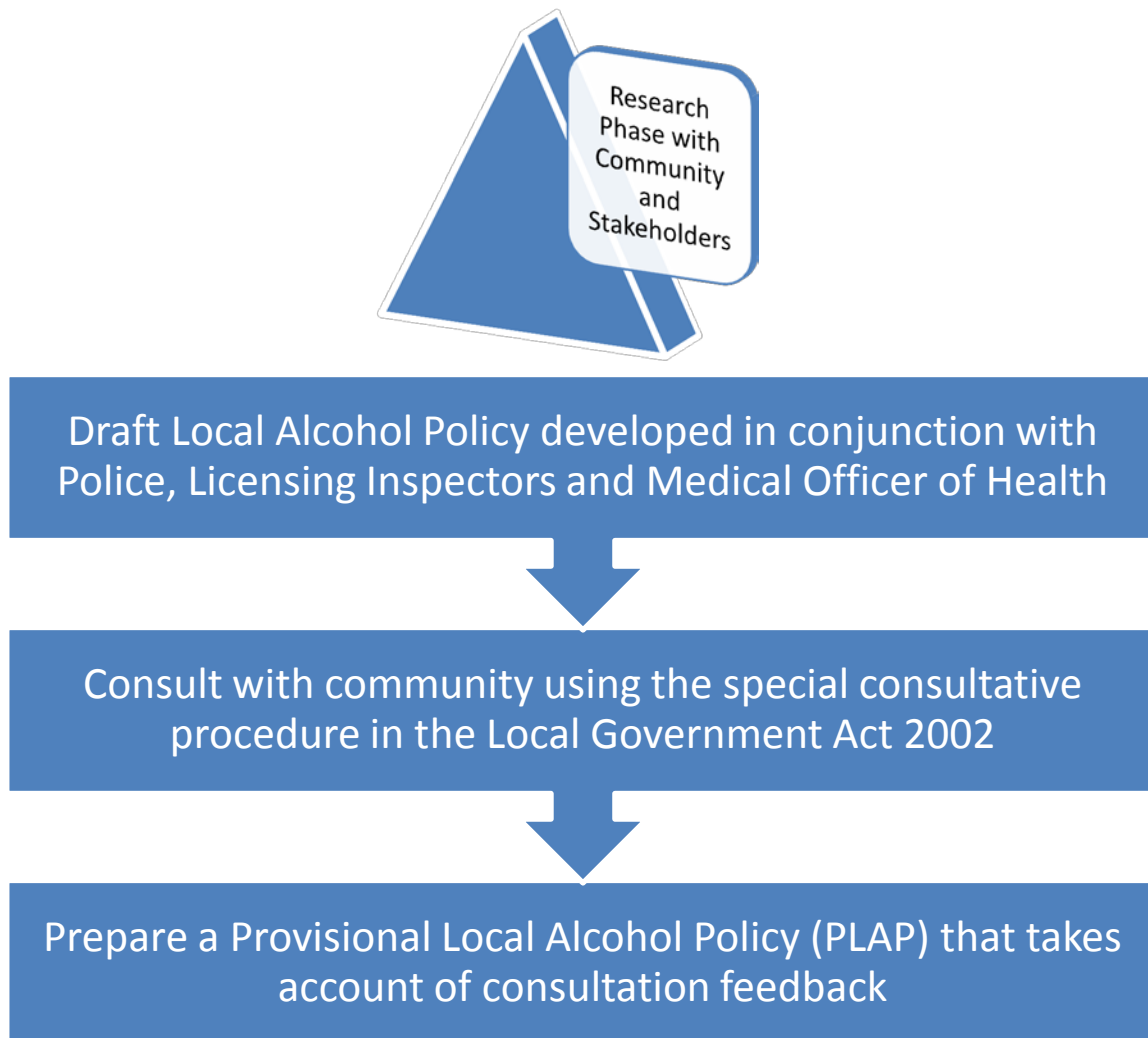 Research
Phase with
Community
and
Stakeholders
Draft Local Alcohol Policy developed in conjunction with
Police, Licensing Inspectors and Medical Officer of Health
Consult with community using the special consultative
procedure in the Local Government Act 2002
Prepare a Provisional Local Alcohol Policy (PLAP) that takes
account of consultation feedback